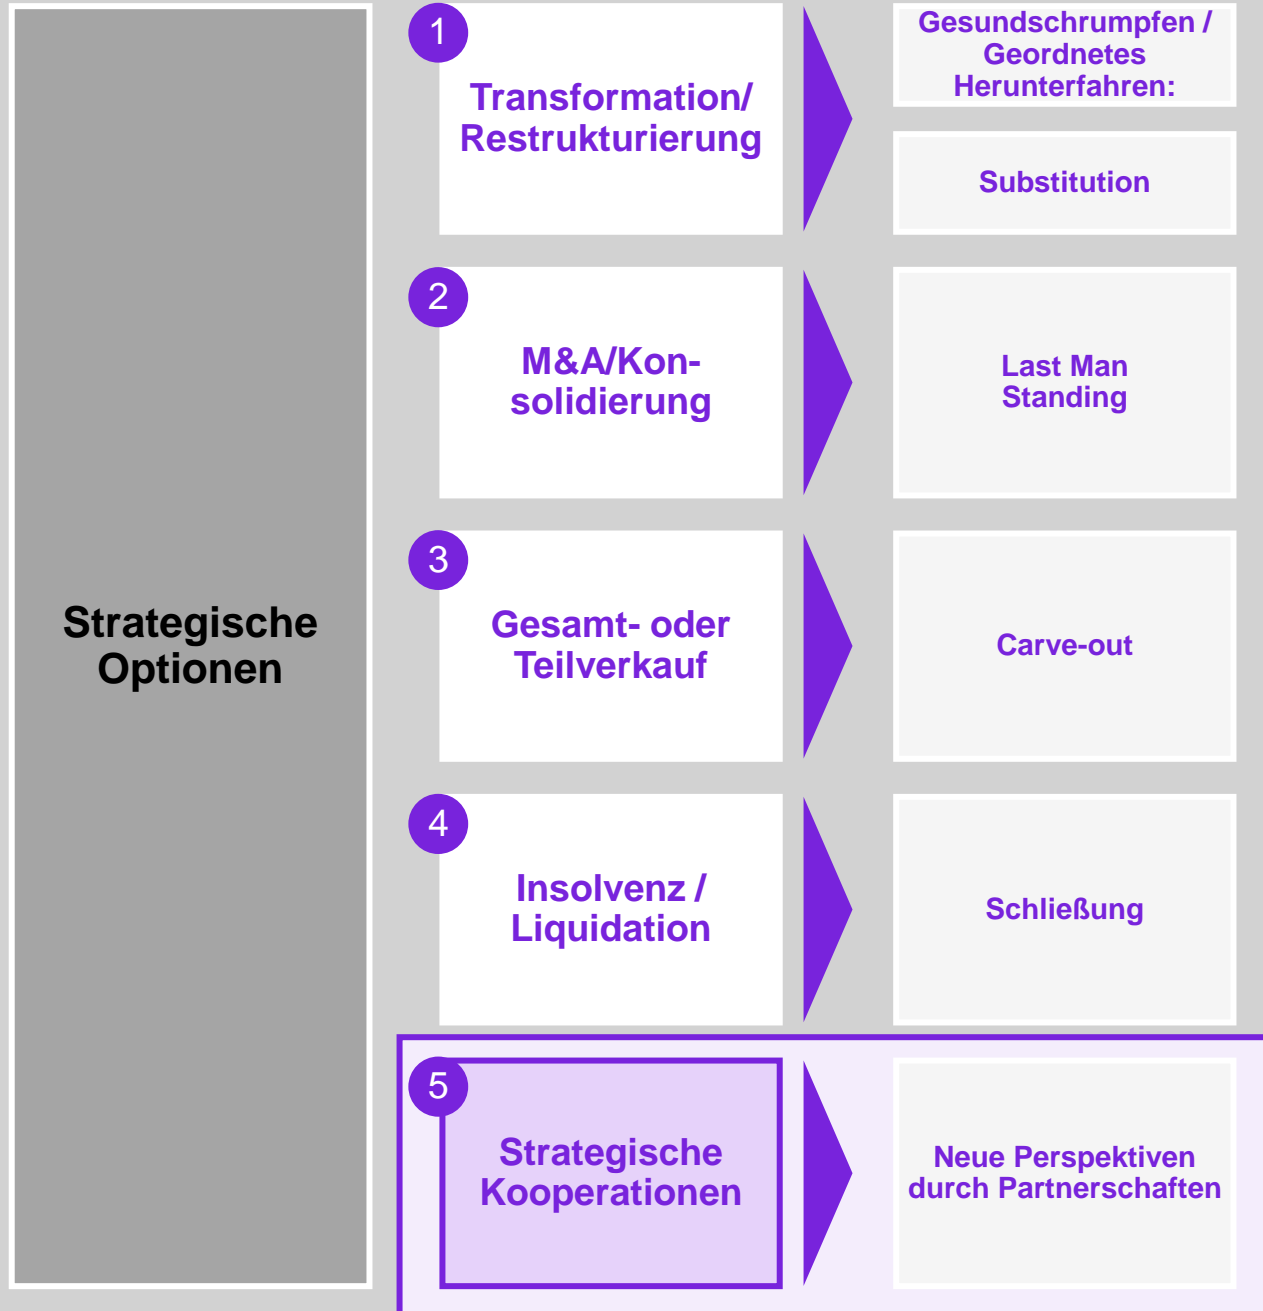 Strategische
Optionen
1
Transformation/
Restrukturierung
Gesundschrumpfen /
Geordnetes
Herunterfahren:
Substitution
2
M&A/Kon-
solidierung
Last Man
Standing
3
Gesamt- oder
Teilverkauf
Carve-out
4
Insolvenz /
Liquidation
Schließung
5
Strategische
Kooperationen
Neue Perspektiven
durch Partnerschaften